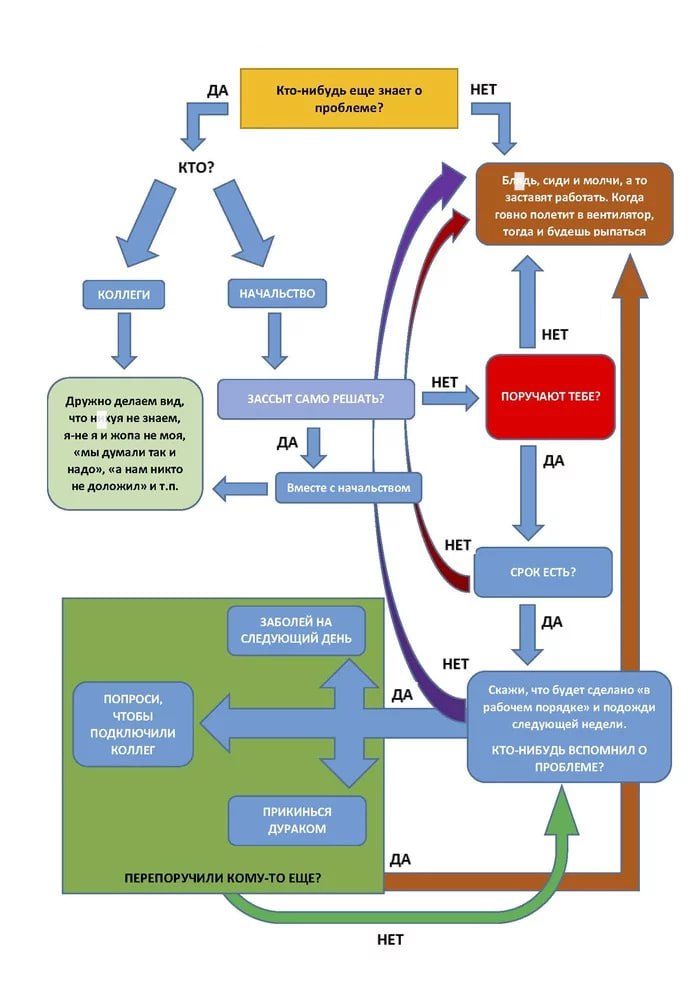 Кто-нибудь еще знает о
проблеме?
ДА
НЕТ
КТО?
Бл дь, сиди и молчи, а то
заставят работать. Когда
говно полетит в вентилятор,
тогда и будешь рыпаться
КОЛЛЕГИ
НАЧАЛЬСТВО
НЕТ
Дружно делаем вид,
что н хуя не знаем,
я-не я и жопа не моя,
«мы думали так и
надо», «а нам никто
не доложил» и т.п.
ЗАССЫТ САМО РЕШАТЬ?
НЕТ
ПОРУЧАЮТ ТЕБЕ?
ДА
Вместе с начальством
ДА
НЕТ
СРОК ЕСТЬ?
ДА
ЗАБОЛЕЙ НА
СЛЕДУЮЩИЙ ДЕНЬ
НЕТ
ДА
Скажи, что будет сделано «в
рабочем порядке» и подожди
следующей недели.
КТО-НИБУДЬ ВСПОМНИЛ О
ПРОБЛЕМЕ?
ПОПРОСИ,
ЧТОБЫ
ПОДКЛЮЧИЛИ
КОЛЛЕГ
ПРИКИНЬСЯ
ДУРАКОМ
ПЕРЕПОРУЧИЛИ КОМУ-ТО ЕЩЕ?
ДА
НЕТ